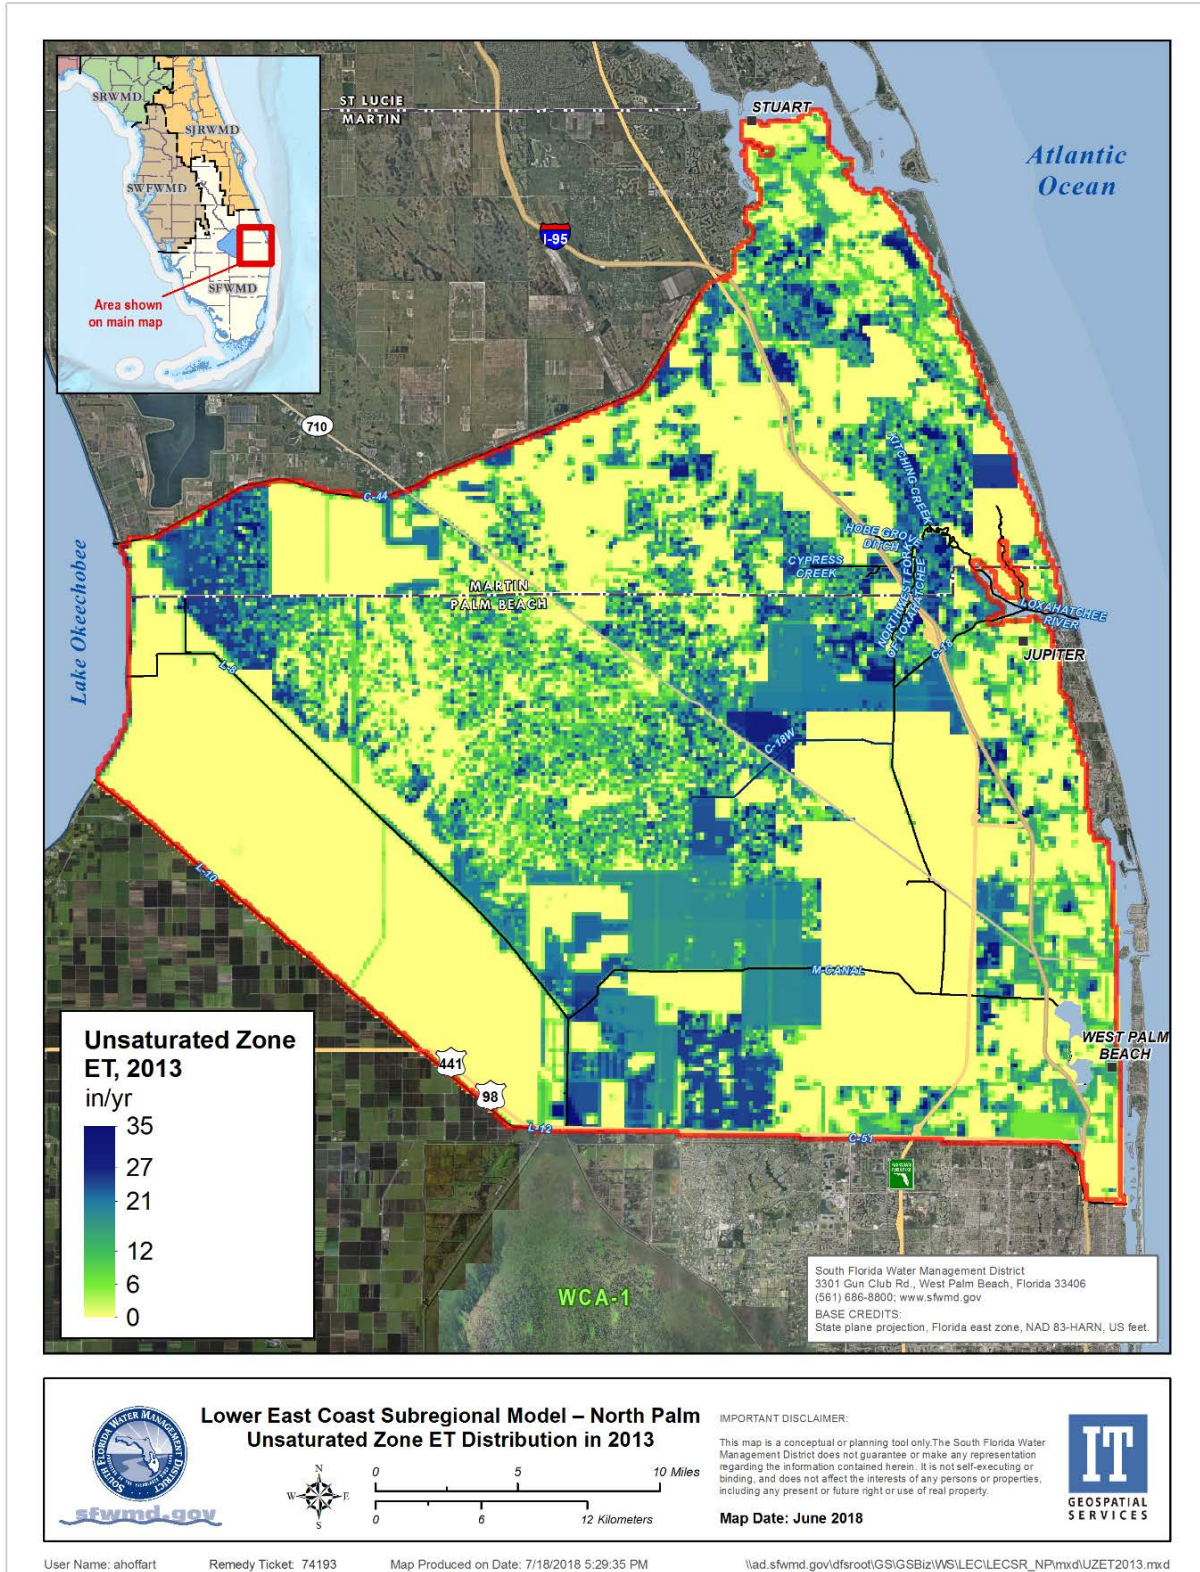 SRWMD
SJRWMD
SWFWMD
SFWMD
Area shown
on main map
ST LUCIE
MARTIN
STUART
Atlantic
Ocean
I-95
710
C-44
KITCHING CREEK
HOBE GROVE
DITCH
CYPRESS
CREEK
NORTHWEST FORK
OF LOXAHATCHEE
MARTIN
PALM BEACH
LOXAHATCHEE
RIVER
C-18
JUPITER
Lake Okeechobee
L-8
C-18W
L-10
M-CANAL
WEST PALM
BEACH
441
98
L-12
C-51
WCA-1
Unsaturated Zone
ET, 2013
in/yr
35
27
21
12
6
0
South Florida Water Management District
3301 Gun Club Rd., West Palm Beach, Florida 33406
(561) 686-8800; www.sfwmd.gov
BASE CREDITS:
State plane projection, Florida east zone, NAD 83-HARN, US feet.
SOUTH FLORIDA WATER MANAGEMENT DISTRICT
sfwmd.gov
Lower East Coast Subregional Model – North Palm
Unsaturated Zone ET Distribution in 2013
N
W E
S
0 5 10 Miles
0 6 12 Kilometers
IMPORTANT DISCLAIMER:
This map is a conceptual or planning tool only.The South Florida Water
Management District does not guarantee or make any representation
regarding the information contained herein. It is not self-executing or
binding, and does not affect the interests of any persons or properties,
including any present or future right or use of real property.
Map Date: June 2018
IT
GEOSPATIAL
SERVICES
User Name: ahoffart Remedy Ticket: 74193 Map Produced on Date: 7/18/2018 5:29:35 PM \\ad.sfwmd.gov\dfsroot\GS\GSBiz\WS\LEC\LECSR_NP\mxd\UZET2013.mxd